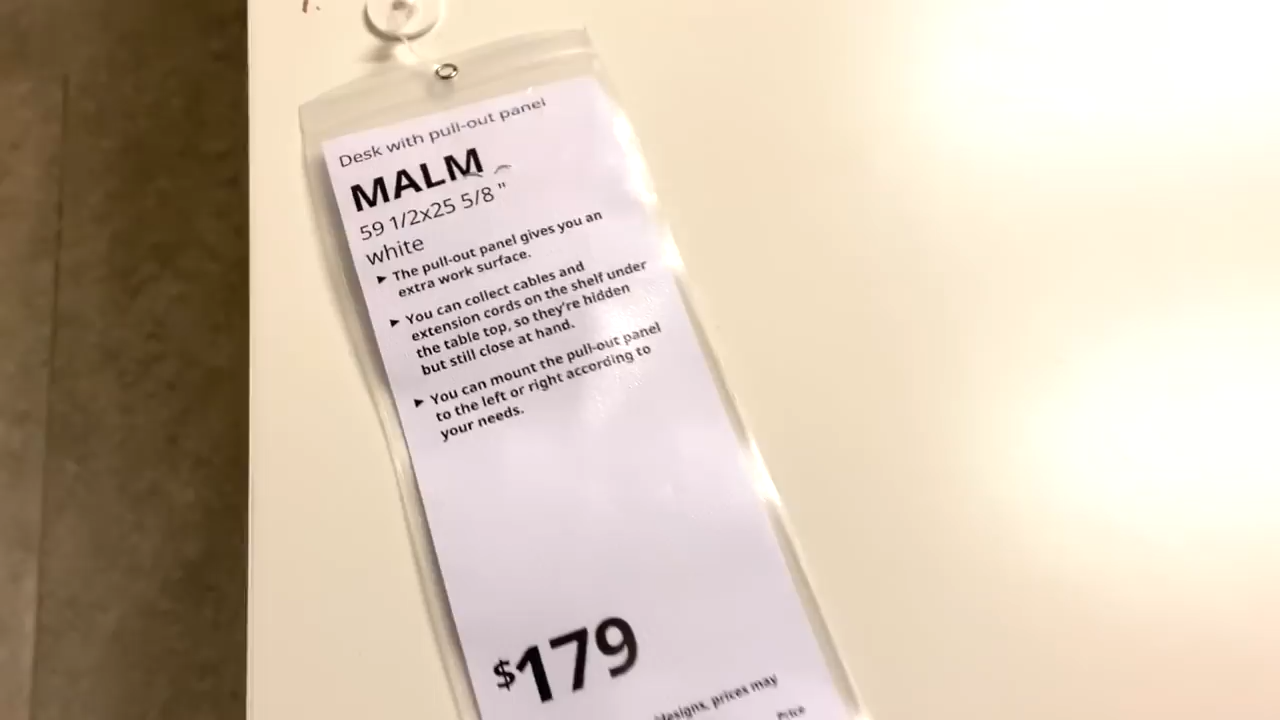 Desk with pull-out panel
MALM
59 1/2x25 5/8 "
white
► The pull-out panel gives you an
extra work surface.
► You can collect cables and
extension cords on the shelf under
the table top, so they're hidden
but still close at hand.
► You can mount the pull-out panel
to the left or right according to
your needs.
$179
designs, prices may
Price